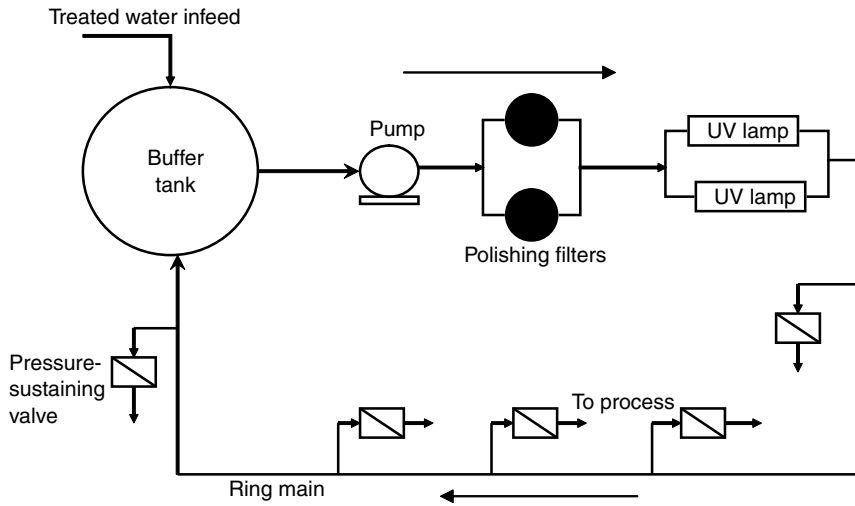 Treated water infeed
Buffer
tank
Pump
Polishing filters
UV lamp
UV lamp
Pressure-
sustaining
valve
To process
Ring main